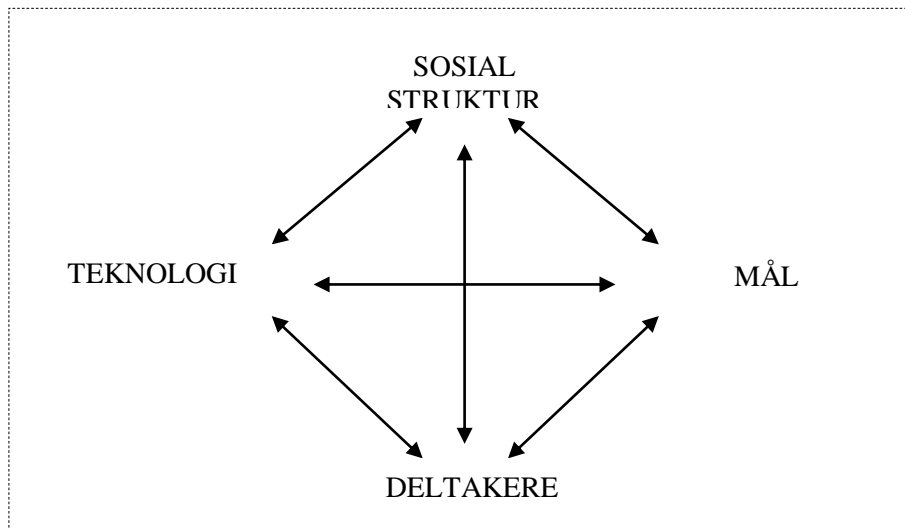 SOSIAL
STRUKTUR
TEKNOLOGI
MÅL
DELTAKERE